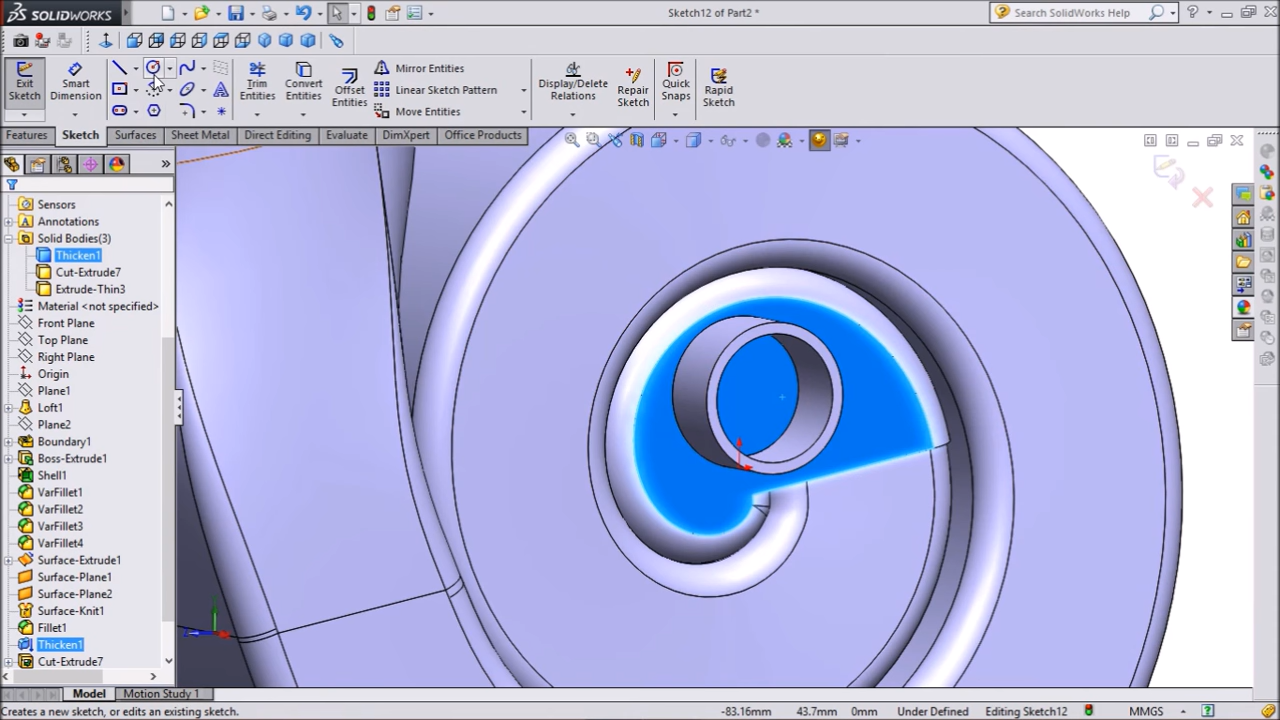 SOLIDWORKS
Sketch12 of Part2 *
Search SolidWorks Help
Exit Sketch
Smart Dimension
Trim Entities
Convert Entities
Offset Entities
Mirror Entities
Linear Sketch Pattern
Move Entities
Display/Delete Relations
Repair Sketch
Quick Snaps
Rapid Sketch
Features
Sketch
Surfaces
Sheet Metal
Direct Editing
Evaluate
DimXpert
Office Products
Sensors
Annotations
Solid Bodies(3)
Thicken1
Cut-Extrude7
Extrude-Thin3
Material <not specified>
Front Plane
Top Plane
Right Plane
Origin
Plane1
Loft1
Plane2
Boundary1
Boss-Extrude1
Shell1
VarFillet1
VarFillet2
VarFillet3
VarFillet4
Surface-Extrude1
Surface-Plane1
Surface-Plane2
Surface-Knit1
Fillet1
Thicken1
Cut-Extrude7
Model
Motion Study 1
Creates a new sketch, or edits an existing sketch.
-83.16mm
43.7mm
0mm
Under Defined
Editing Sketch12
MMGS